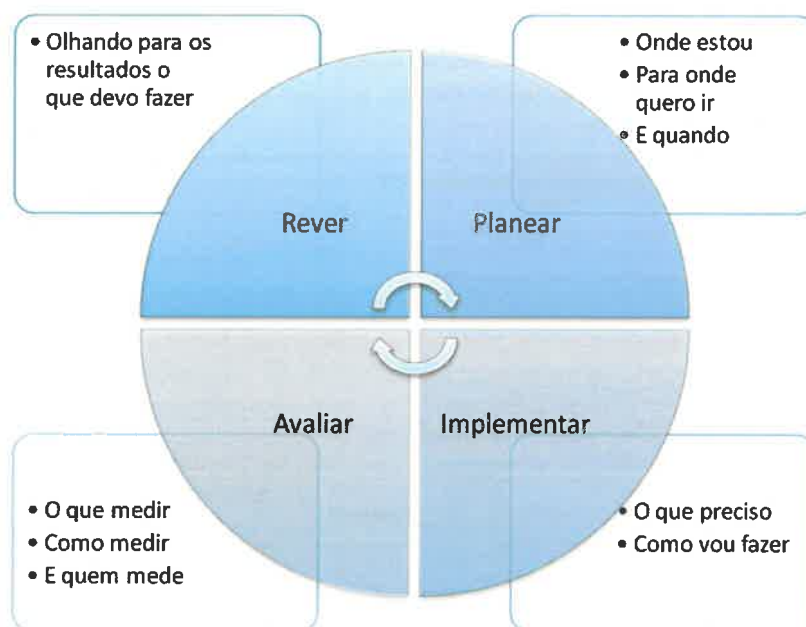 • Olhando para os
resultados o
que devo fazer
• Onde estou
• Para onde
quero ir
• E quando
Rever
Planear
Avaliar
Implementar
• O que medir
• Como medir
• E quem mede
• O que preciso
• Como vou fazer